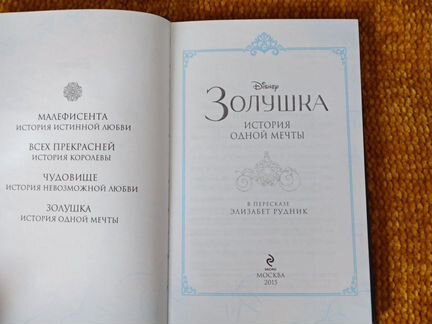 МАЛЕФИСЕНТА
ИСТОРИЯ ИСТИННОЙ ЛЮБВИ
ВСЕХ ПРЕКРАСНЕЙ
ИСТОРИЯ КОРОЛЕВЫ
ЧУДОВИЩЕ
ИСТОРИЯ НЕВОЗМОЖНОЙ ЛЮБВИ
ЗОЛУШКА
ИСТОРИЯ ОДНОЙ МЕЧТЫ
Disney
ЗОЛУШКА
ИСТОРИЯ
ОДНОЙ МЕЧТЫ
В ПЕРЕСКАЗЕ
ЭЛИЗАБЕТ РУДНИК
МОСКВА
2015